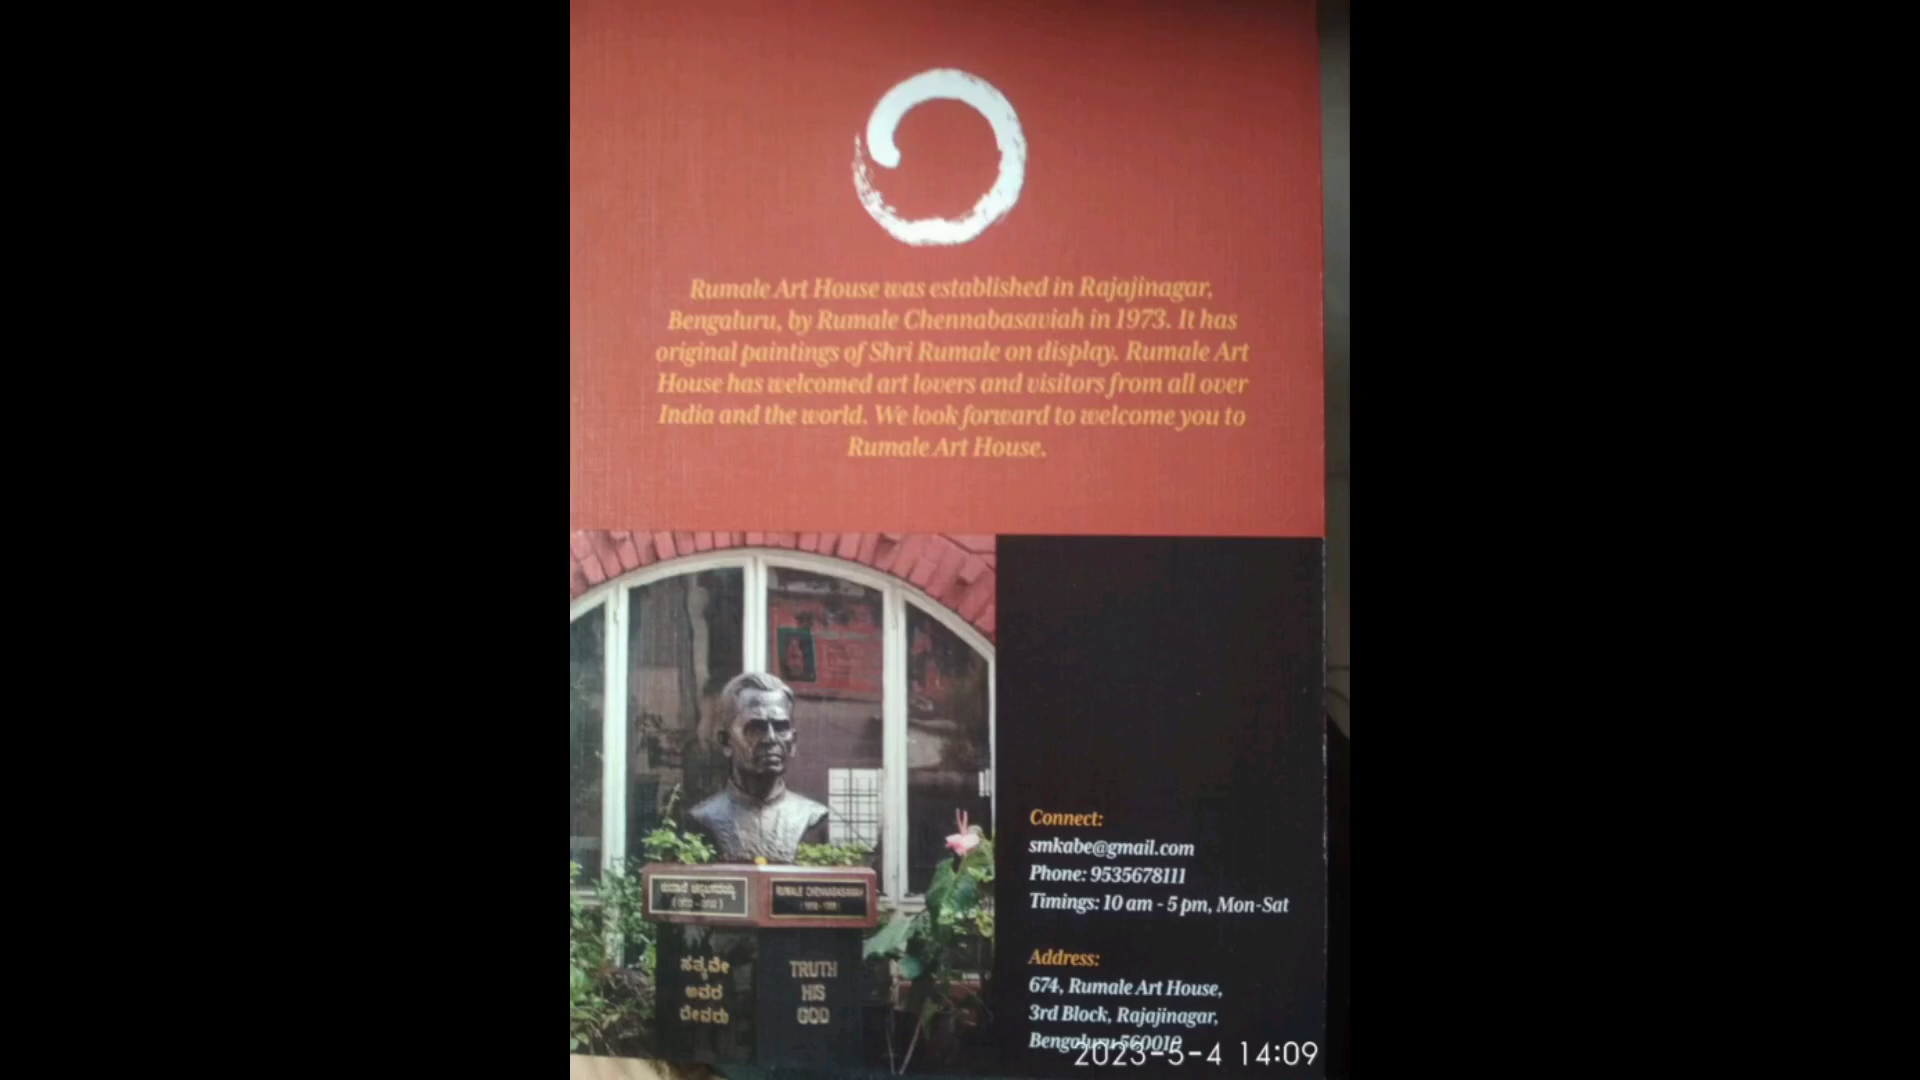 Rumale Art House was established in Rajajinagar,
Bengaluru, by Rumale Chennabasaviah in 1973. It has
original paintings of Shri Rumale on display. Rumale Art
House has welcomed art lovers and visitors from all over
India and the world. We look forward to welcome you to
Rumale Art House.
RUMALE CHENNABASAVIAH
ಸತ್ಯವೇ
ಅವರ
ದೇವರು
TRUTH
HIS
GOD
Connect:
smkabe@gmail.com
Phone: 9535678111
Timings: 10 am - 5 pm, Mon-Sat
Address:
674, Rumale Art House,
3rd Block, Rajajinagar,
Bengaluru 560010
2023-5-4 14:09